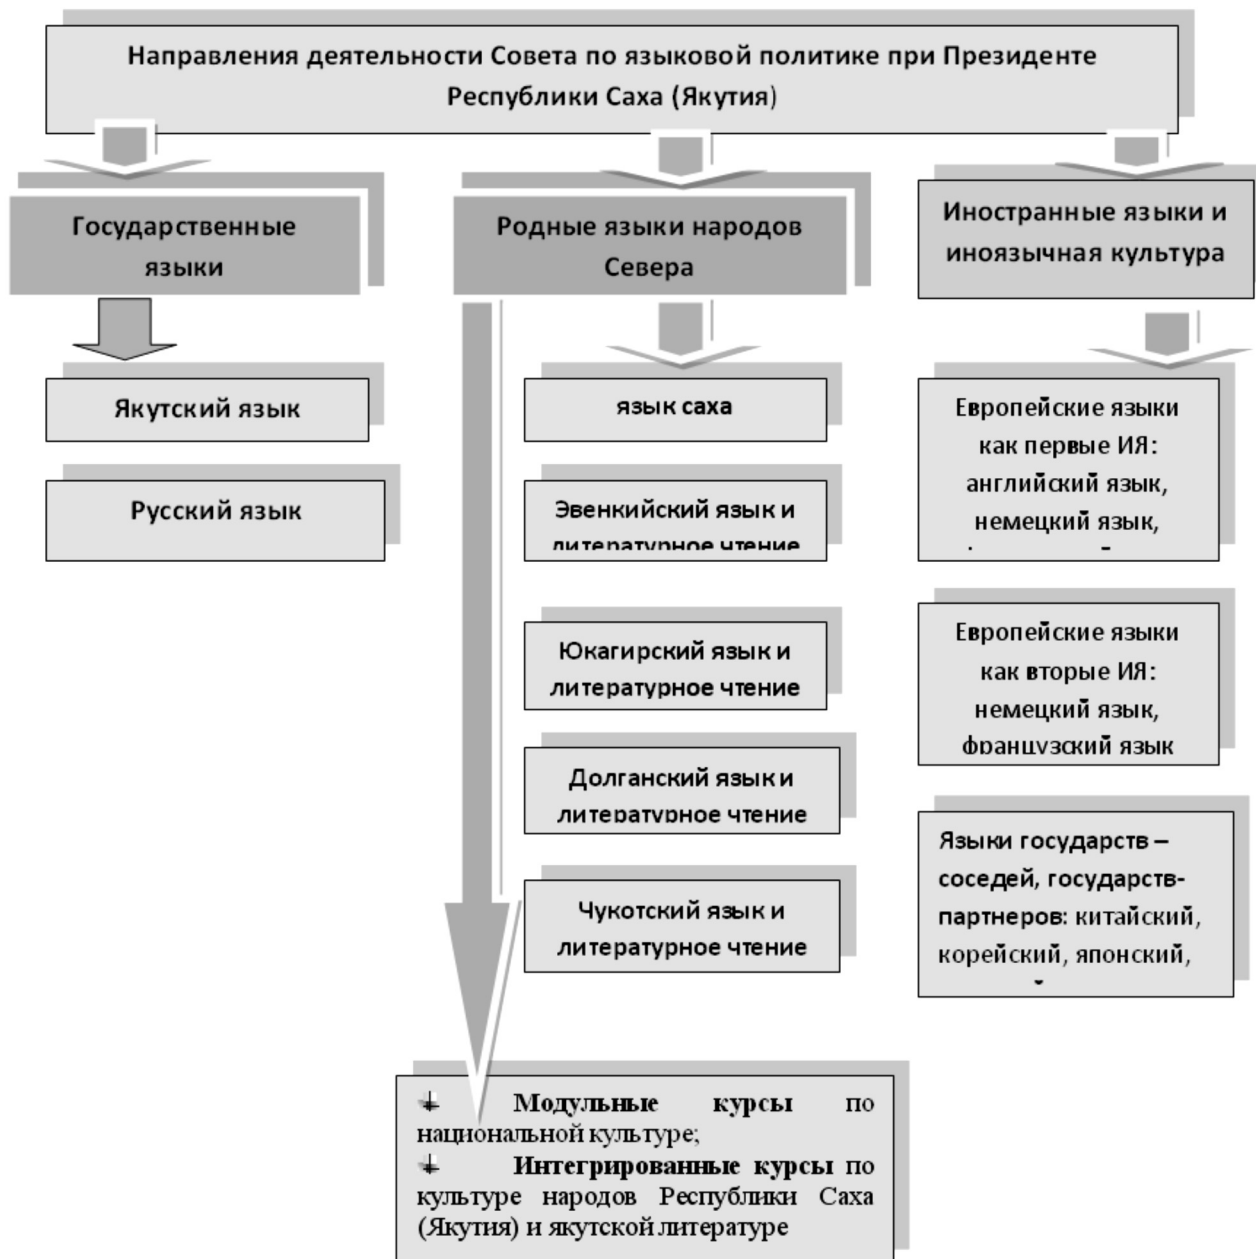 Направления деятельности Совета по языковой политике при Президенте
Республики Саха (Якутия)
Государственные
языки
Якутский язык
Русский язык
Родные языки народов
Севера
язык саха
Эвенкийский язык и
литературное чтение
Юкагирский язык и
литературное чтение
Долганский язык и
литературное чтение
Чукотский язык и
литературное чтение
Иностранные языки и
иноязычная культура
Европейские языки
как первые ИЯ:
английский язык,
немецкий язык,
Европейские языки
как вторые ИЯ:
немецкий язык,
французский язык
Языки государств –
соседей, государств-
партнеров: китайский,
корейский, японский,
Модульные курсы по
национальной культуре;
Интегрированные курсы по
культуре народов Республики Саха
(Якутия) и якутской литературе